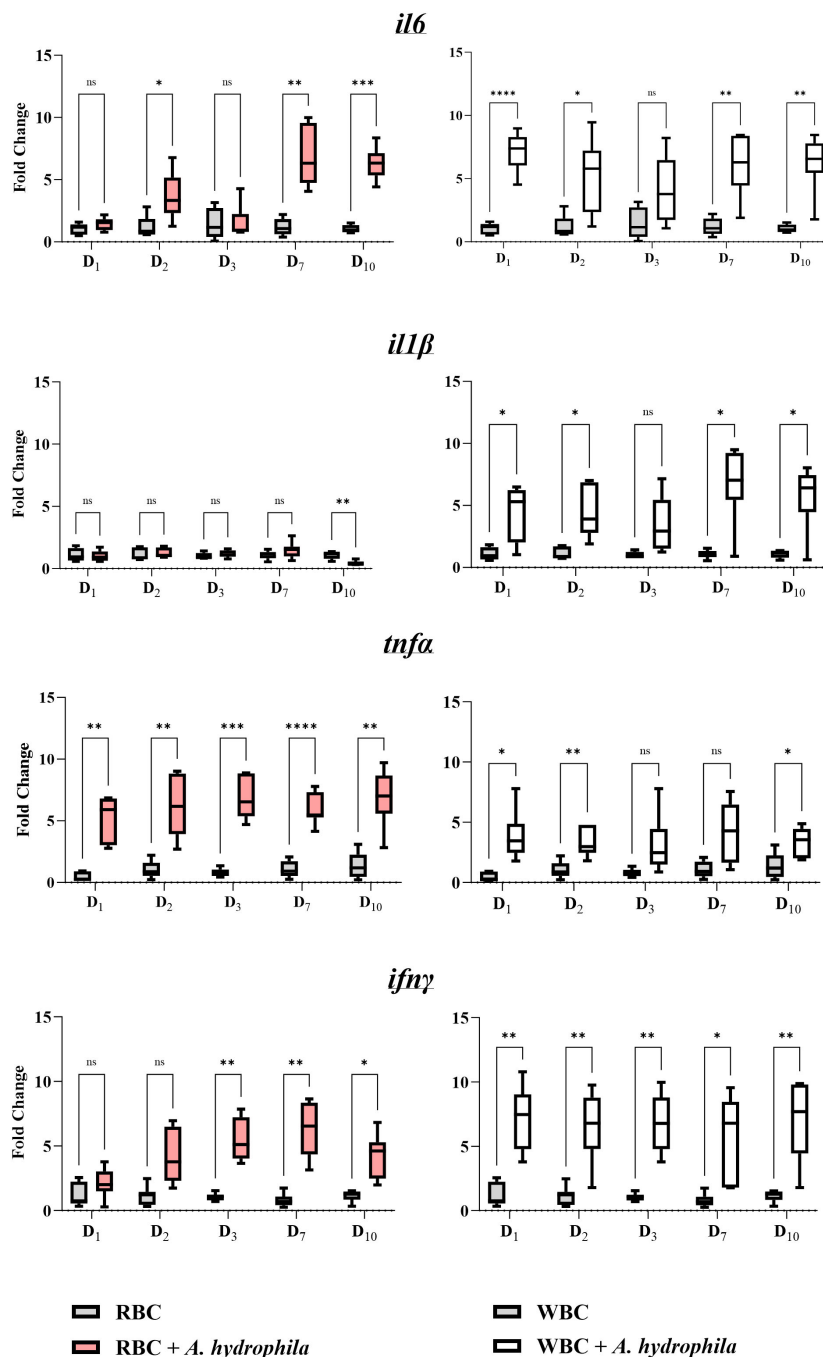 il6
15
10
5
0
Fold Change
ns
*
ns
**
***
D1 D2 D3 D7 D10
15
10
5
0
****
*
ns
**
**
D1 D2 D3 D7 D10
il1β
15
10
5
0
Fold Change
ns
ns
ns
ns
**
D1 D2 D3 D7 D10
15
10
5
0
*
*
ns
*
*
D1 D2 D3 D7 D10
tnfα
15
10
5
0
Fold Change
**
**
***
****
**
D1 D2 D3 D7 D10
15
10
5
0
*
**
ns
ns
*
D1 D2 D3 D7 D10
ifnγ
15
10
5
0
Fold Change
ns
ns
**
**
*
D1 D2 D3 D7 D10
15
10
5
0
**
**
**
*
**
D1 D2 D3 D7 D10
RBC
RBC + A. hydrophila
WBC
WBC + A. hydrophila